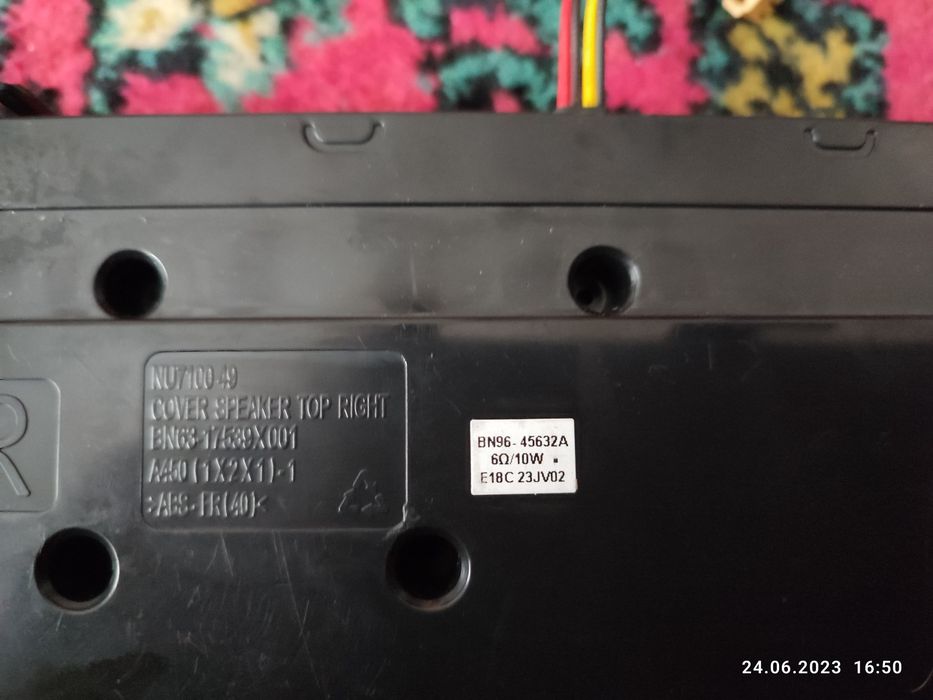 NU7100-49
COVER SPEAKER TOP RIGHT
BN63-17539X001
A450 (1X2X1)-1
>ABS-FR(40)<
R
BN96- 45632A
6Ω/10W ▪
E18C 23JV02
24.06.2023 16:50